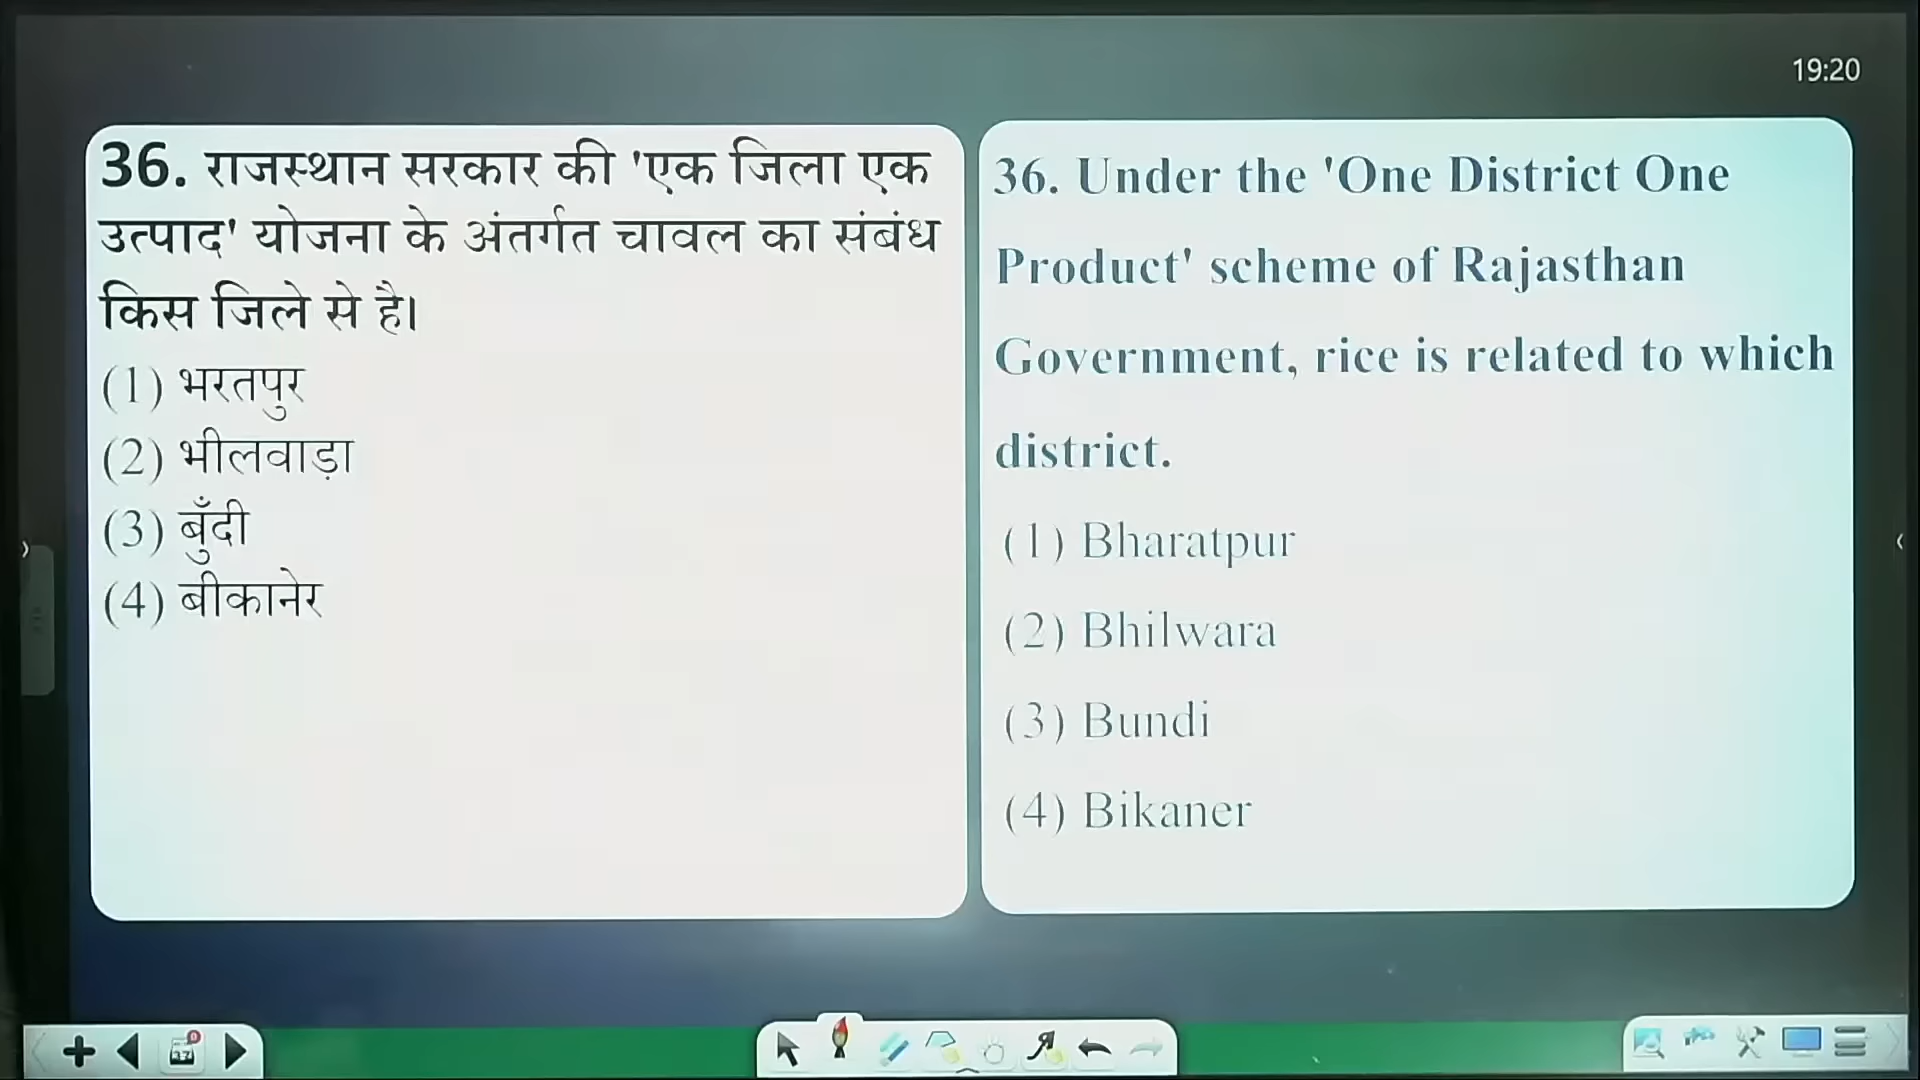 19:20
36. राजस्थान सरकार की 'एक जिला एक
उत्पाद' योजना के अंतर्गत चावल का संबंध
किस जिले से है।
(1) भरतपुर
(2) भीलवाड़ा
(3) बुँदी
(4) बीकानेर
36. Under the 'One District One
Product' scheme of Rajasthan
Government, rice is related to which
district.
(1) Bharatpur
(2) Bhilwara
(3) Bundi
(4) Bikaner